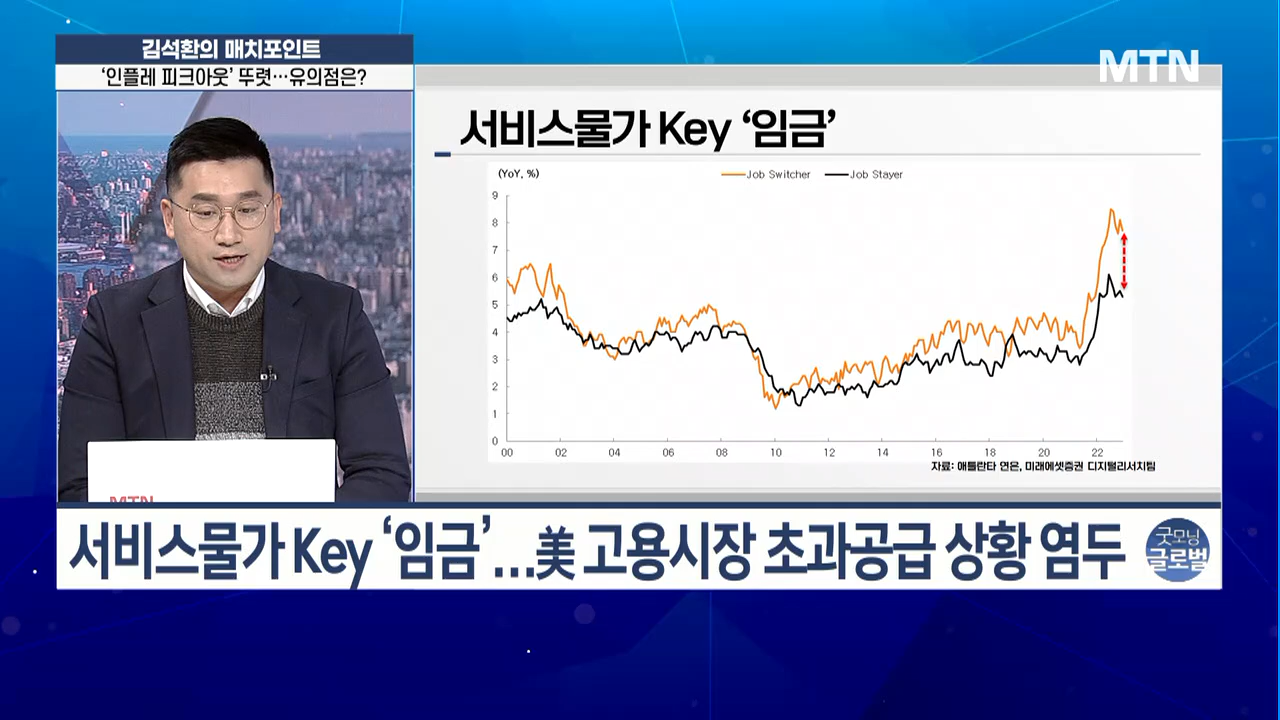 김석환의 매치포인트
‘인플레 피크아웃’ 뚜렷…유의점은?
MTN
서비스물가 Key ‘임금’
(YoY, %)
Job Switcher
Job Stayer
9
8
7
6
5
4
3
2
1
0
00 02 04 06 08 10 12 14 16 18 20 22
자료: 애틀란타 연은, 미래에셋증권 디지털리서치팀
MTN
서비스물가 Key ‘임금’…美 고용시장 초과공급 상황 염두
굿모닝
글로벌